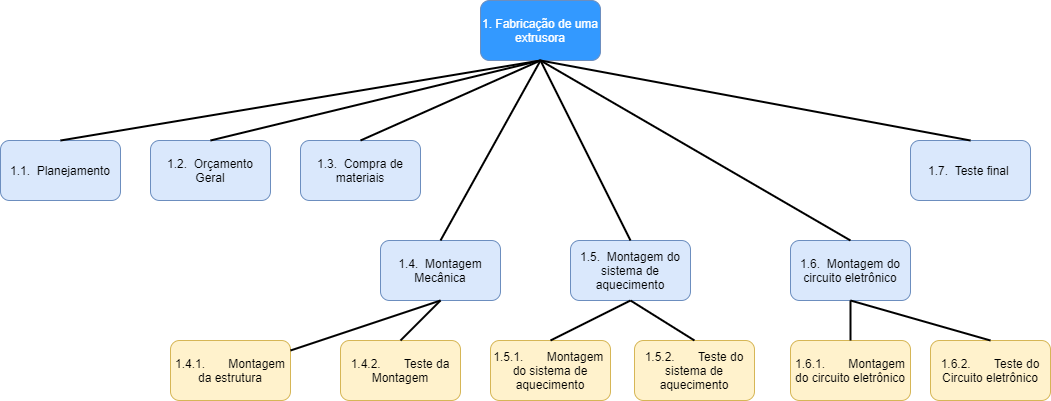 1. Fabricação de uma
extrusora
1.1. Planejamento
1.2. Orçamento
Geral
1.3. Compra de
materiais
1.7. Teste final
1.4. Montagem
Mecânica
1.5. Montagem do
sistema de
aquecimento
1.6. Montagem do
circuito eletrônico
1.4.1. Montagem
da estrutura
1.4.2. Teste da
Montagem
1.5.1. Montagem
do sistema de
aquecimento
1.5.2. Teste do
sistema de
aquecimento
1.6.1. Montagem
do circuito eletrônico
1.6.2. Teste do
Circuito eletrônico